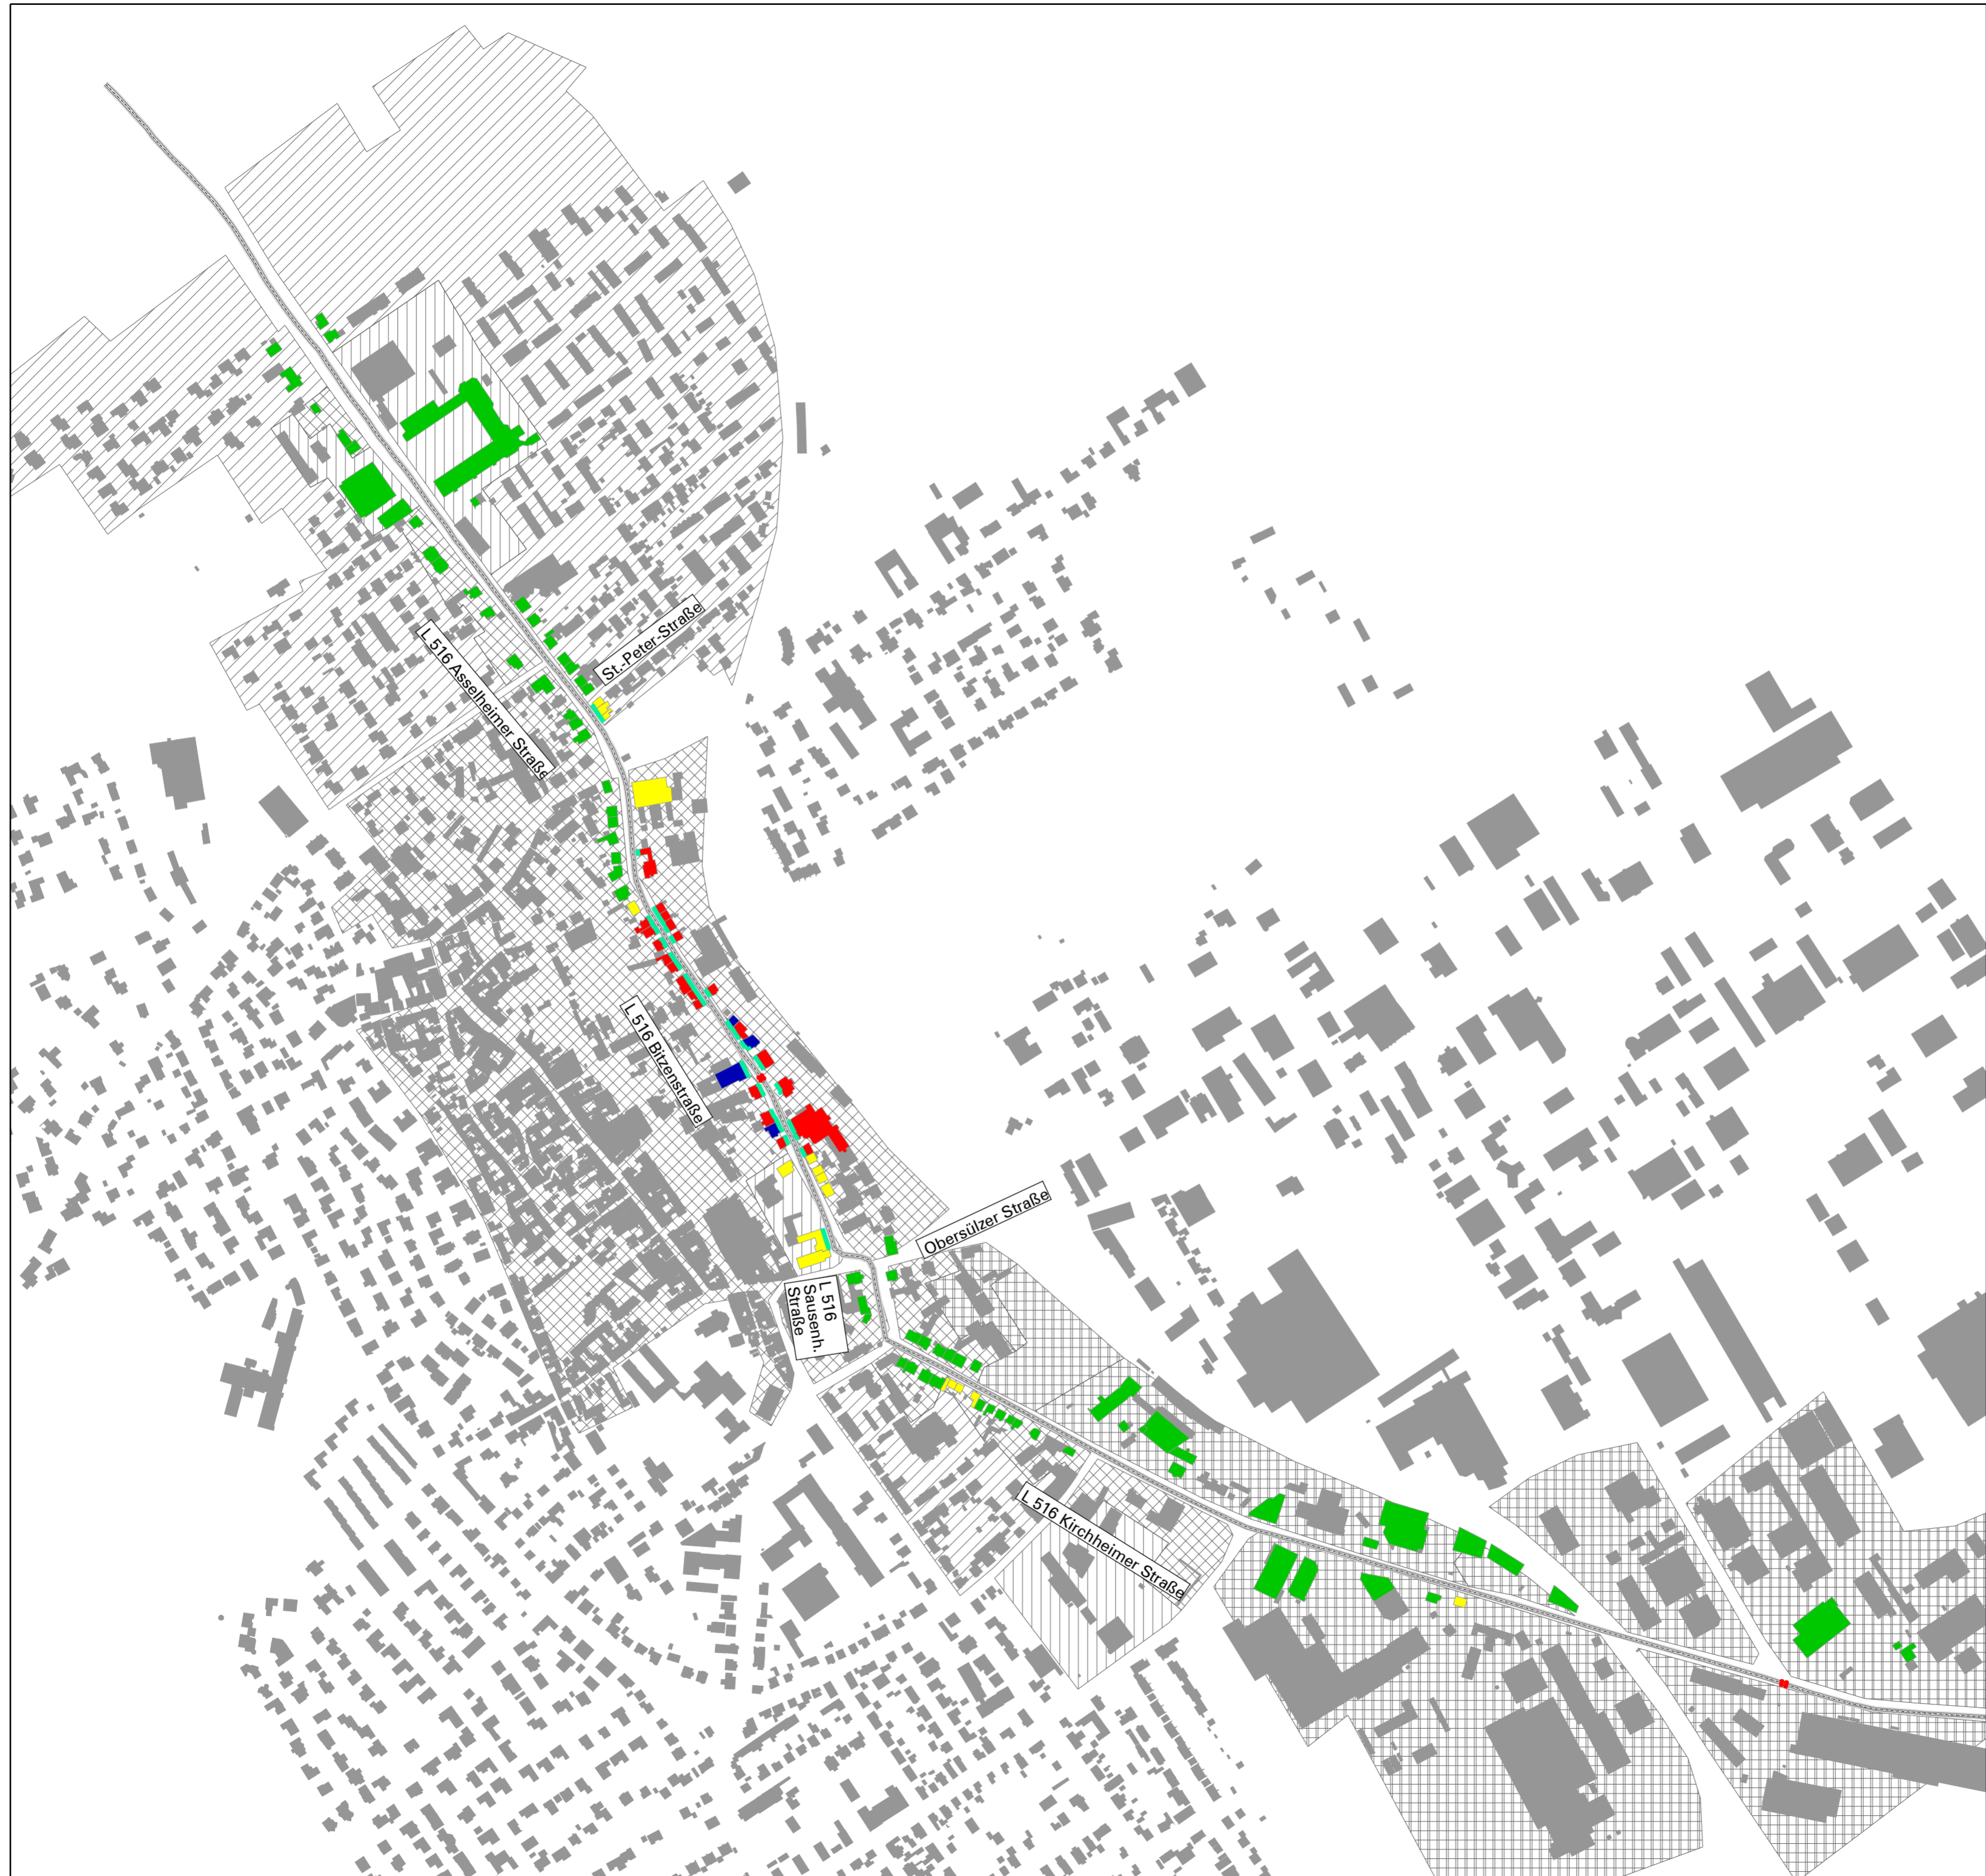 St.-Peter-Straße
L 516 Asselheimer Straße
L 516 Bitzenstraße
Obersülzer Straße
L 516
Sausenh.
Straße
L 516 Kirchheimer Straße